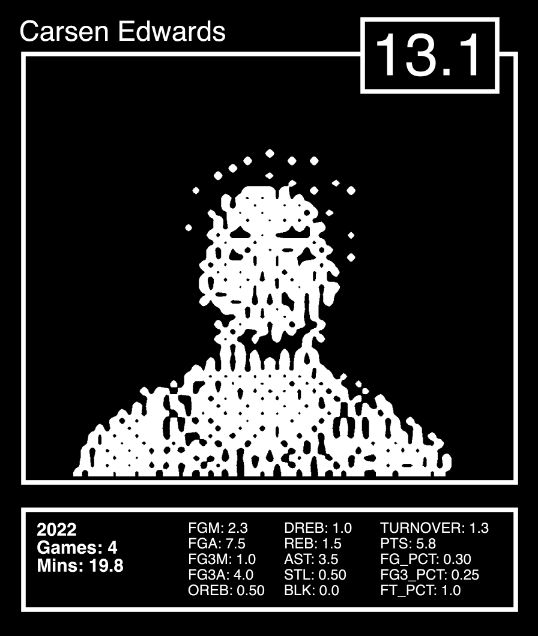 Carsen Edwards
13.1
2022
Games: 4
Mins: 19.8
FGM: 2.3
FGA: 7.5
FG3M: 1.0
FG3A: 4.0
OREB: 0.50
DREB: 1.0
REB: 1.5
AST: 3.5
STL: 0.50
BLK: 0.0
TURNOVER: 1.3
PTS: 5.8
FG_PCT: 0.30
FG3_PCT: 0.25
FT_PCT: 1.0